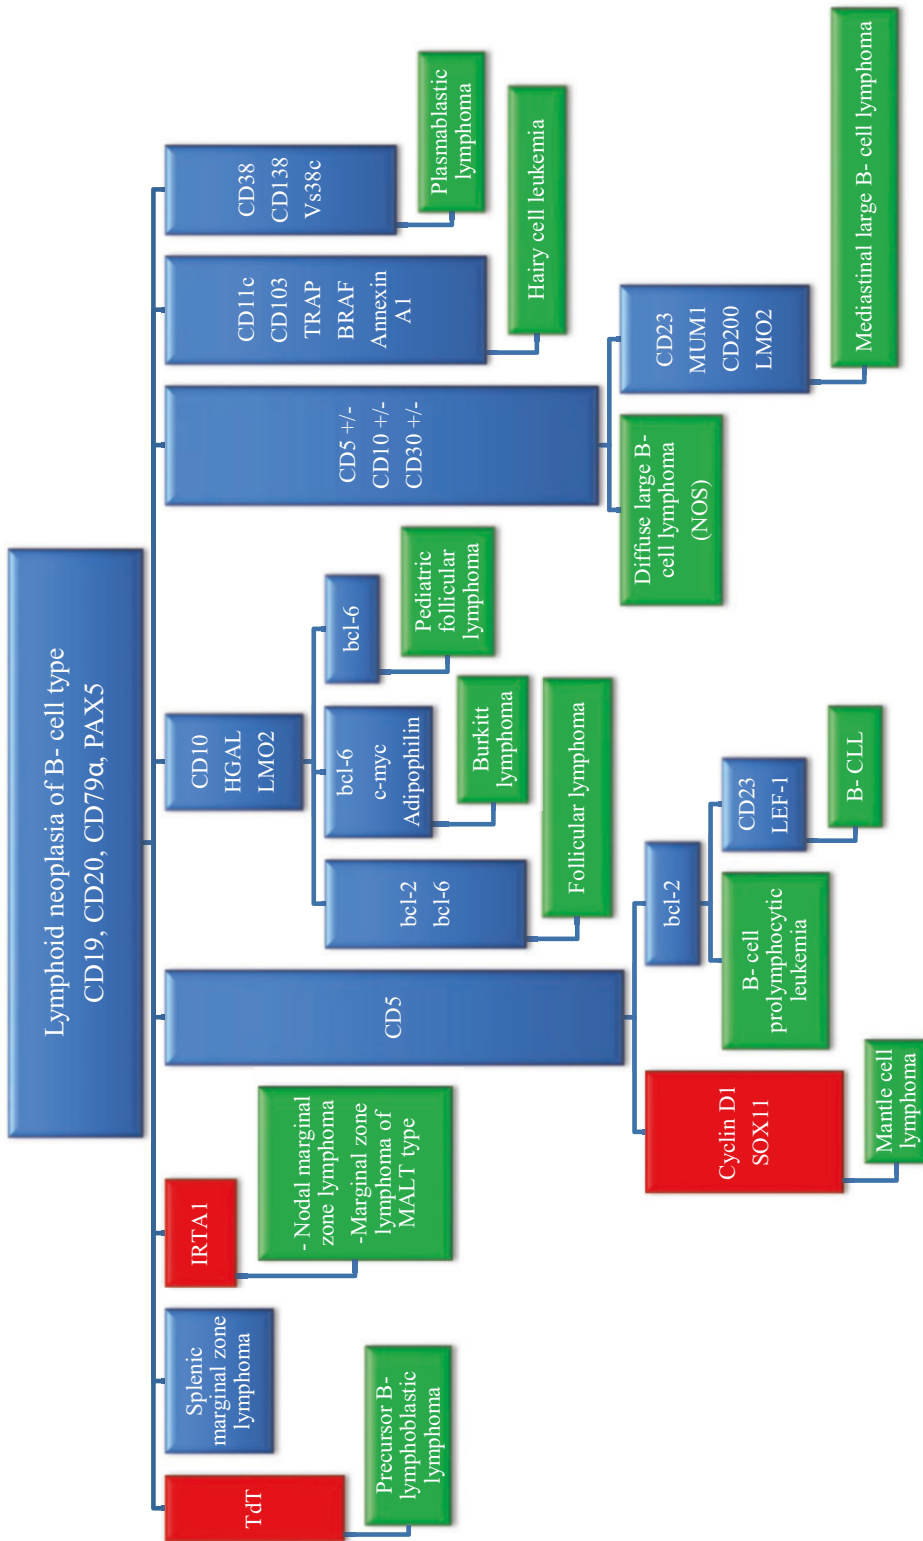 Lymphoid neoplasia of B- cell type
CD19, CD20, CD79α, PAX5
TdT
Precursor B-
lymphoblastic
lymphoma
Splenic
marginal zone
lymphoma
IRTA1
- Nodal marginal
zone lymphoma
-Marginal zone
lymphoma of
MALT type
CD5
Cyclin D1
SOX11
Mantle cell
lymphoma
bcl-2
B- cell
prolymphocytic
leukemia
CD23
LEF-1
B- CLL
CD10
HGAL
LMO2
bcl-2
bcl-6
Follicular lymphoma
bcl-6
c-myc
Adipophilin
Burkitt
lymphoma
bcl-6
Pediatric
follicular
lymphoma
CD5 +/-
CD10 +/-
CD30 +/-
Diffuse large B-
cell lymphoma
(NOS)
CD23
MUM1
CD200
LMO2
Mediastinal large B- cell lymphoma
CD11c
CD103
TRAP
BRAF
Annexin
A1
Hairy cell leukemia
CD38
CD138
Vs38c
Plasmablastic
lymphoma